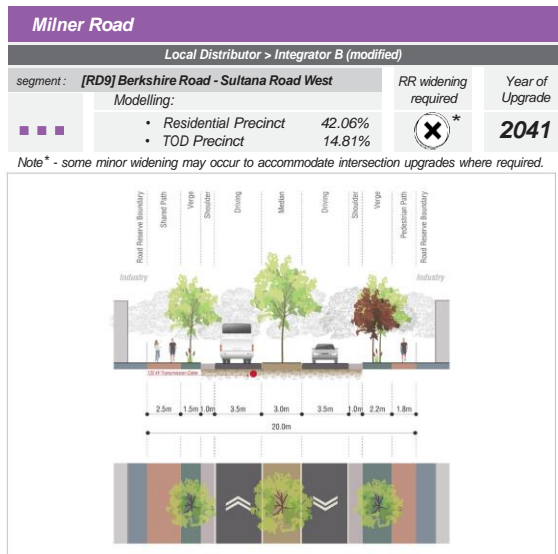 Milner Road
Local Distributor > Integrator B (modified)
segment : [RD9] Berkshire Road - Sultana Road West
Modelling:
• Residential Precinct 42.06%
• TOD Precinct 14.81%
RR widening
required
*
Year of
Upgrade
2041
Note* - some minor widening may occur to accommodate intersection upgrades where required.
Road Reserve Boundary
Shared Path
Verge
Shoulder
Driving
Median
Driving
Shoulder
Verge
Pedestrian Path
Road Reserve Boundary
Industry
Industry
132 kV Transmission Cable
2.5m 1.5m 1.0m 3.5m 3.0m 3.5m 1.0m 2.2m 1.8m
20.0m